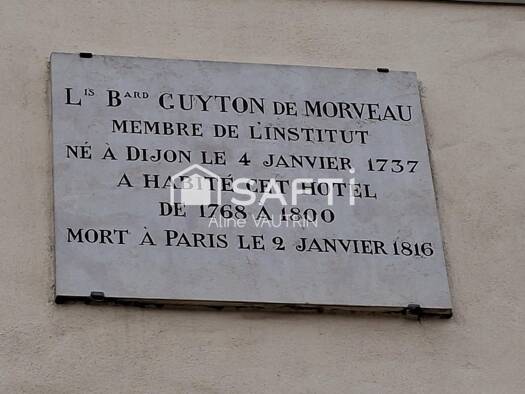 Lis Bard GUYTON DE MORVEAU
MEMBRE DE L'INSTITUT
NÉ À DIJON LE 4 JANVIER 1737
A HABITÉ CET HOTEL
SAFTI
DE 1768 À 1800
Aline VAUTRIN
MORT À PARIS LE 2 JANVIER 1816